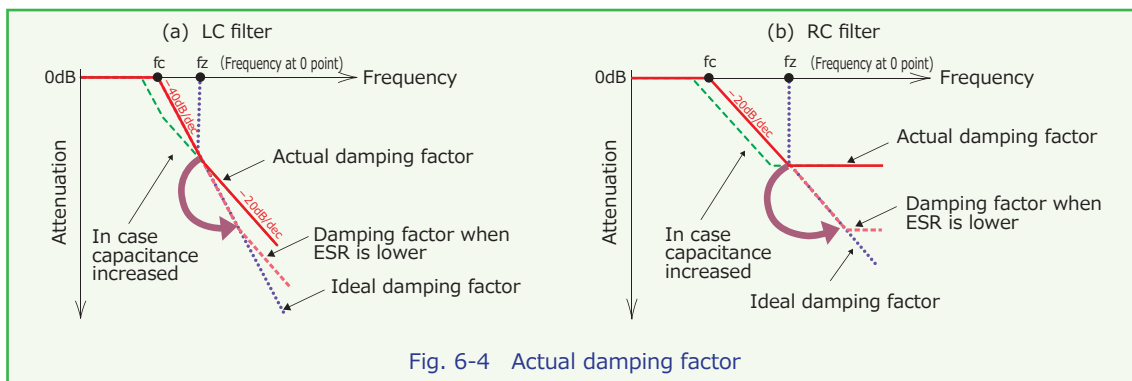 (a) LC filter
fc
fz
(Frequency at 0 point)
0dB
Frequency
−40dB/dec
Actual damping factor
−20dB/dec
Attenuation
In case
capacitance
increased
Damping factor when
ESR is lower
Ideal damping factor
(b) RC filter
fc
fz
(Frequency at 0 point)
0dB
Frequency
−20dB/dec
Actual damping factor
Attenuation
In case
capacitance
increased
Damping factor
when ESR is lower
Ideal damping factor
Fig. 6-4 Actual damping factor